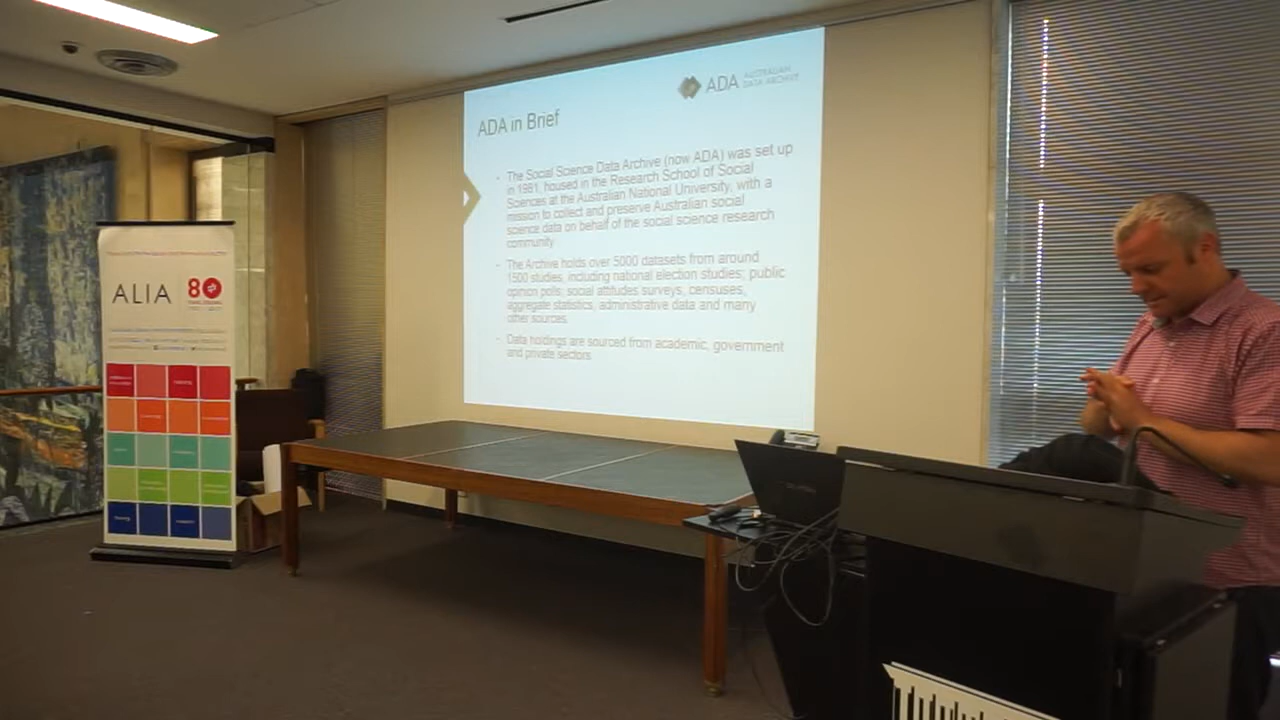 ADA AUSTRALIAN
DATA ARCHIVE
ADA in Brief
- The Social Science Data Archive (now ADA) was set up
in 1981, housed in the Research School of Social
Sciences at the Australian National University, with a
mission to collect and preserve Australian social
science data on behalf of the social science research
community.
- The Archive holds over 5000 datasets from around
1500 studies, including national election studies; public
opinion polls; social attitudes surveys, censuses,
aggregate statistics, administrative data and many
other sources.
- Data holdings are sourced from academic, government
and private sectors
ALIA 80